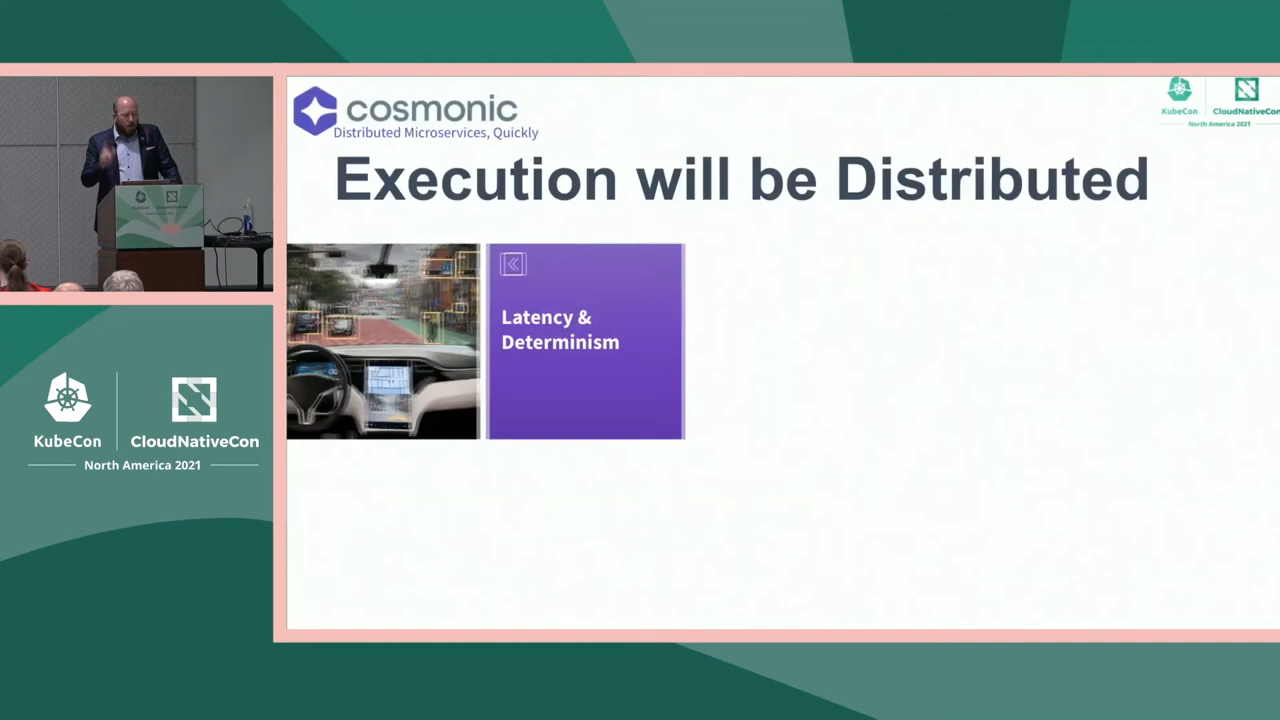 cosmonic
Distributed Microservices, Quickly
KubeCon
CloudNativeCon
North America 2021
Execution will be Distributed
Latency &
Determinism
KubeCon
CloudNativeCon
North America 2021